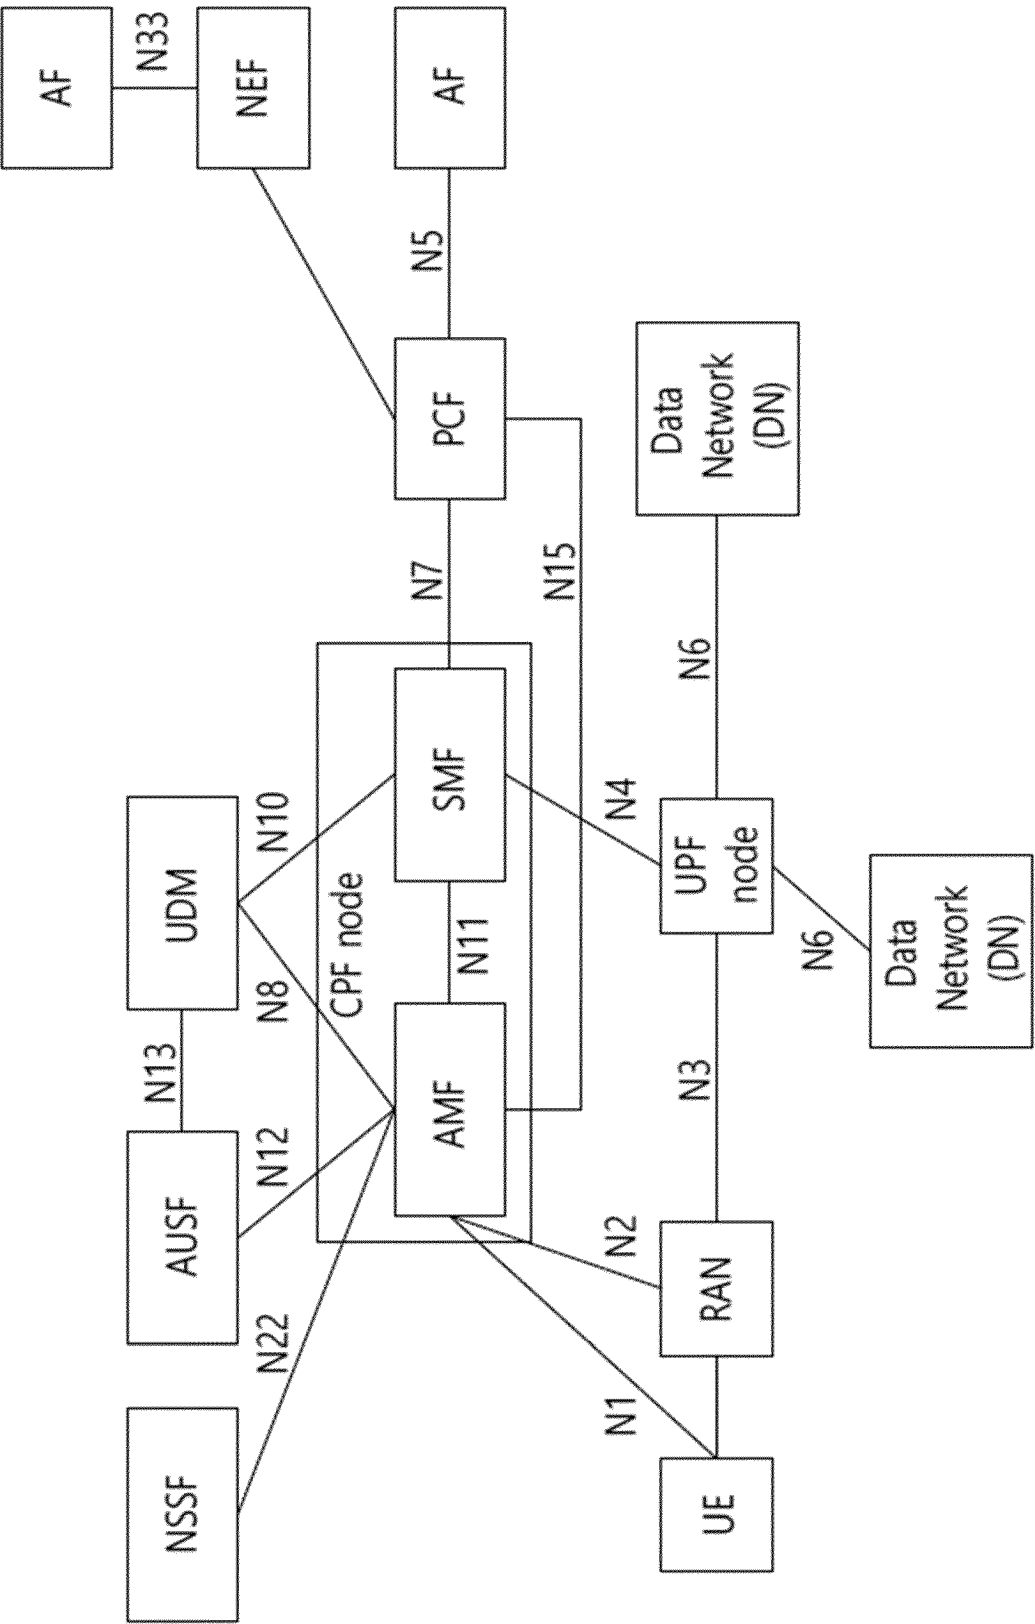 AF
N33
N13
NSSF
AUSF
UDM
NEF
N22
N12
N8
N10
CPF node
N7
N5
AMF
SMF
PCF
AF
N11
N15
N1
N2
N4
UE
RAN
N3
UPF
node
N6
Data
Network
(DN)
N6
Data
Network
(DN)